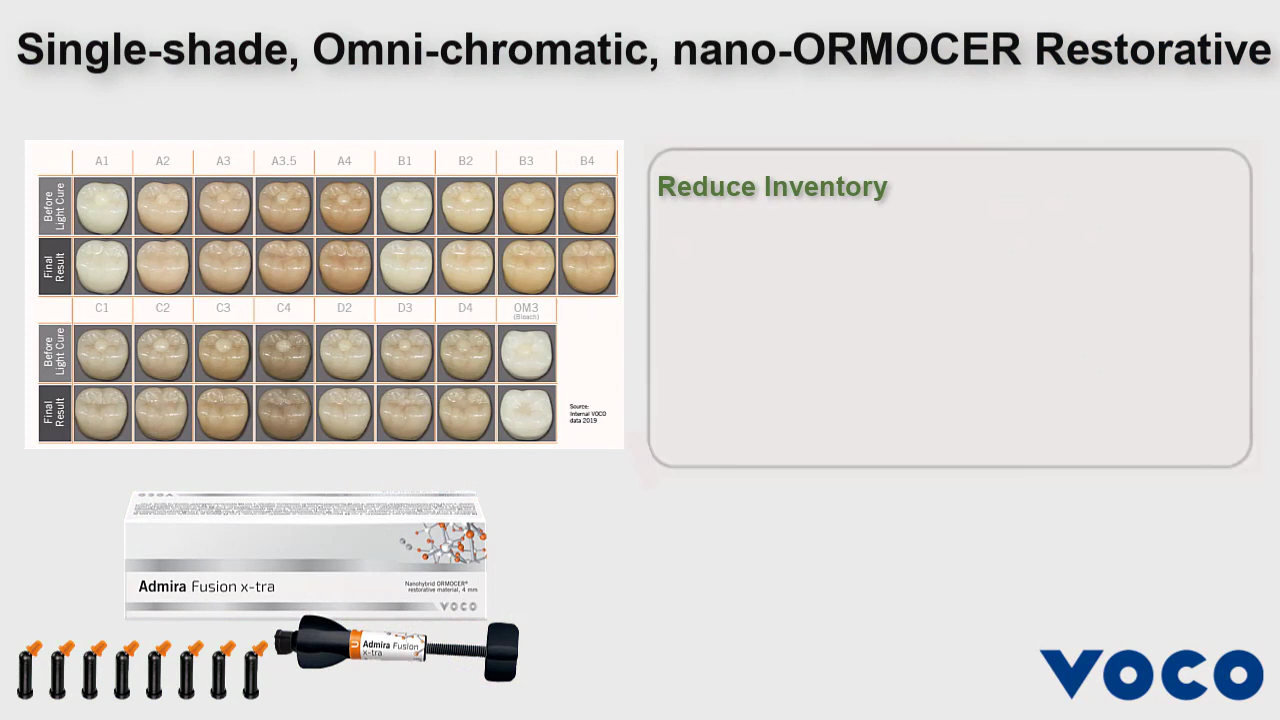 Single-shade, Omni-chromatic, nano-ORMOCER Restorative
A1 A2 A3 A3.5 A4 B1 B2 B3 B4
Before
Light Cure
Final
Result
C1 C2 C3 C4 D2 D3 D4 OM3
(Bleach)
Before
Light Cure
Final
Result
Source:
Internal VOCO
data 2019
Reduce Inventory
Admira Fusion x-tra
Nanohybrid ORMOCER®
restorative material, 4 mm
VOCO
U
Admira Fusion
x-tra
VOCO